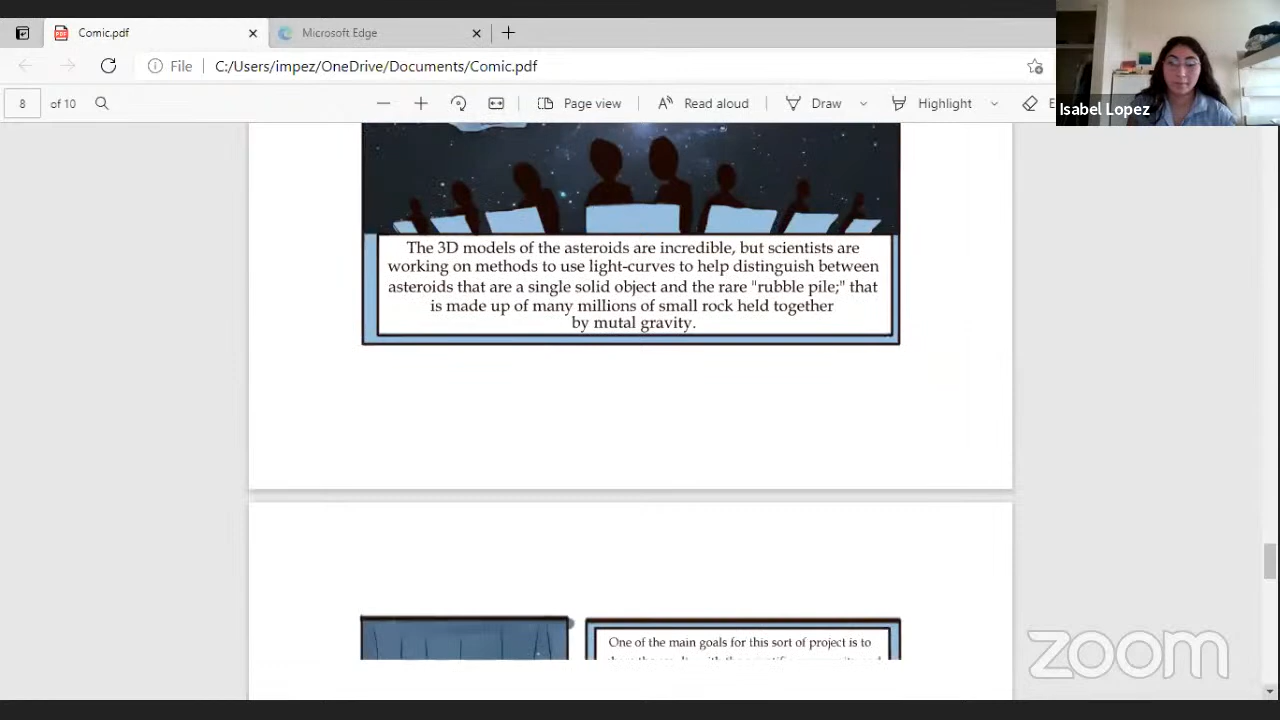 Comic.pdf
Microsoft Edge
File
C:/Users/impez/OneDrive/Documents/Comic.pdf
8 of 10
Page view
Read aloud
Draw
Highlight
E
Isabel Lopez
The 3D models of the asteroids are incredible, but scientists are
working on methods to use light-curves to help distinguish between
asteroids that are a single solid object and the rare "rubble pile;" that
is made up of many millions of small rock held together
by mutal gravity.
One of the main goals for this sort of project is to
zoom